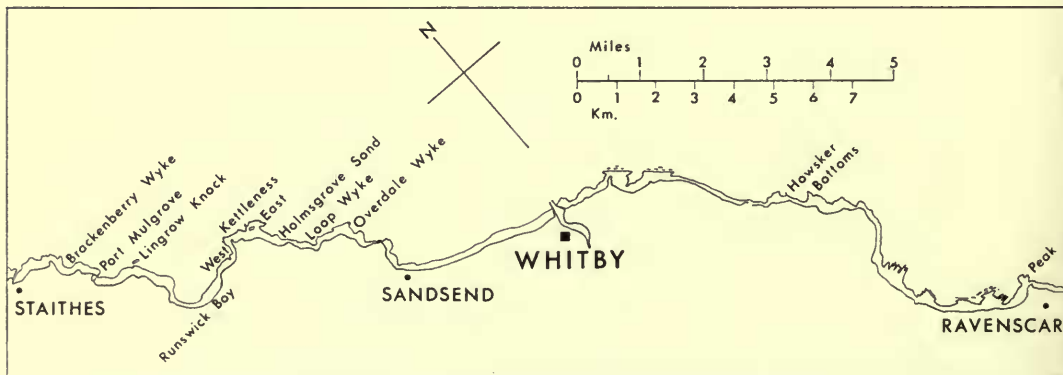 N
Miles
0 1 2 3 4 5
0 1 2 3 4 5 6 7
Km.
Brackenberry Wyke
Port Mulgrave
Lingrow Knock
Runswick Bay
Kettleness
West
East
Holmsgrove Sand
Loop Wyke
Overdale Wyke
Howsker
Bottoms
Peak
STAITHES
SANDSEND
WHITBY
RAVENSCAR